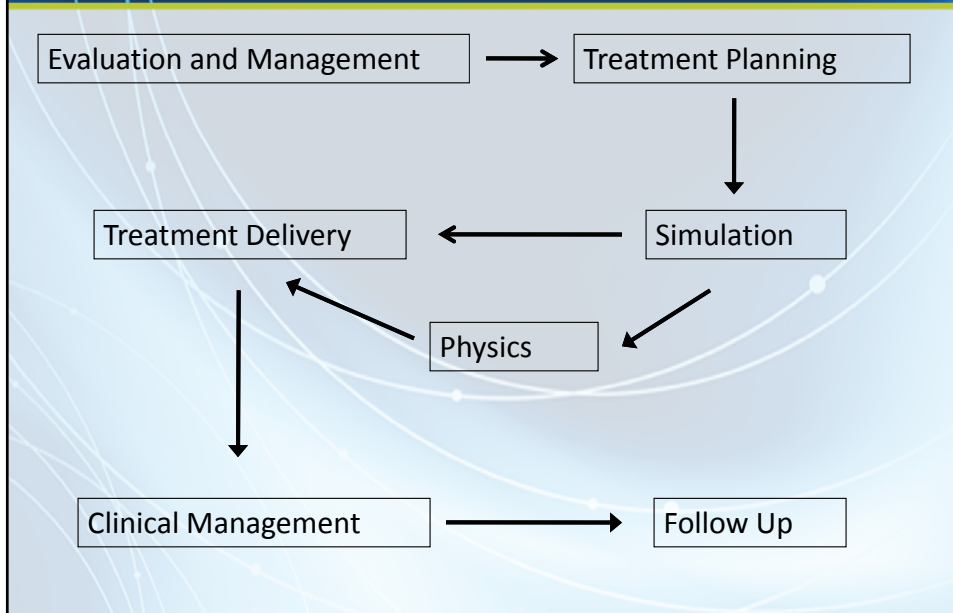 Evaluation and Management
Treatment Planning
Treatment Delivery
Simulation
Physics
Clinical Management
Follow Up